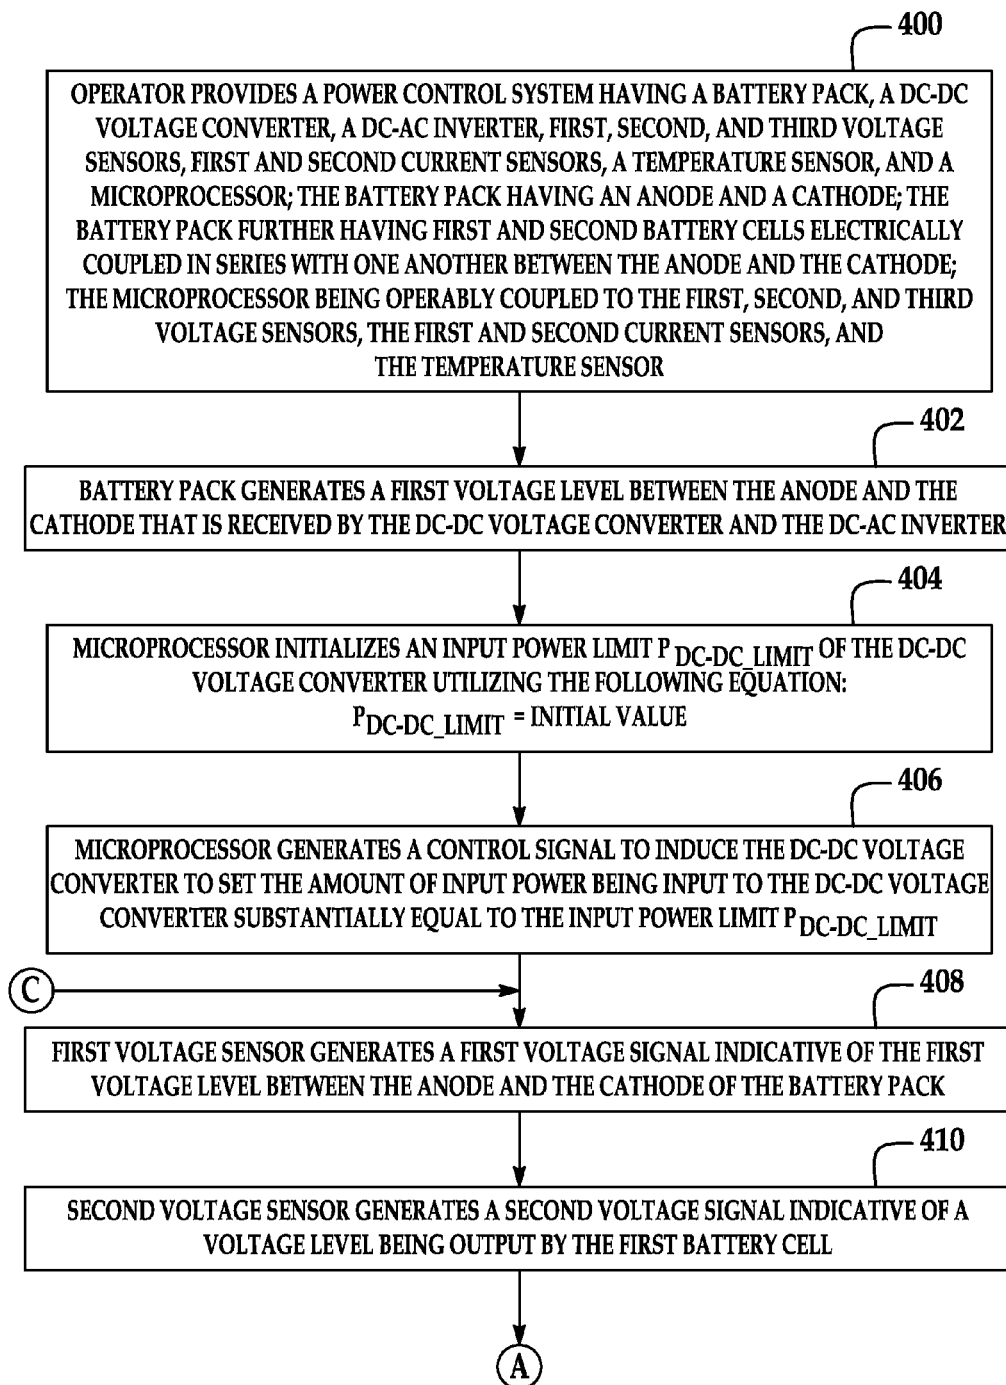 400
OPERATOR PROVIDES A POWER CONTROL SYSTEM HAVING A BATTERY PACK, A DC-DC
VOLTAGE CONVERTER, A DC-AC INVERTER, FIRST, SECOND, AND THIRD VOLTAGE
SENSORS, FIRST AND SECOND CURRENT SENSORS, A TEMPERATURE SENSOR, AND A
MICROPROCESSOR; THE BATTERY PACK HAVING AN ANODE AND A CATHODE; THE
BATTERY PACK FURTHER HAVING FIRST AND SECOND BATTERY CELLS ELECTRICALLY
COUPLED IN SERIES WITH ONE ANOTHER BETWEEN THE ANODE AND THE CATHODE;
THE MICROPROCESSOR BEING OPERABLY COUPLED TO THE FIRST, SECOND, AND THIRD
VOLTAGE SENSORS, THE FIRST AND SECOND CURRENT SENSORS, AND
THE TEMPERATURE SENSOR
402
BATTERY PACK GENERATES A FIRST VOLTAGE LEVEL BETWEEN THE ANODE AND THE
CATHODE THAT IS RECEIVED BY THE DC-DC VOLTAGE CONVERTER AND THE DC-AC INVERTER
404
MICROPROCESSOR INITIALIZES AN INPUT POWER LIMIT P DC-DC_LIMIT OF THE DC-DC
VOLTAGE CONVERTER UTILIZING THE FOLLOWING EQUATION:
P DC-DC_LIMIT = INITIAL VALUE
406
MICROPROCESSOR GENERATES A CONTROL SIGNAL TO INDUCE THE DC-DC VOLTAGE
CONVERTER TO SET THE AMOUNT OF INPUT POWER BEING INPUT TO THE DC-DC VOLTAGE
CONVERTER SUBSTANTIALLY EQUAL TO THE INPUT POWER LIMIT P DC-DC_LIMIT
C
408
FIRST VOLTAGE SENSOR GENERATES A FIRST VOLTAGE SIGNAL INDICATIVE OF THE FIRST
VOLTAGE LEVEL BETWEEN THE ANODE AND THE CATHODE OF THE BATTERY PACK
410
SECOND VOLTAGE SENSOR GENERATES A SECOND VOLTAGE SIGNAL INDICATIVE OF A
VOLTAGE LEVEL BEING OUTPUT BY THE FIRST BATTERY CELL
A